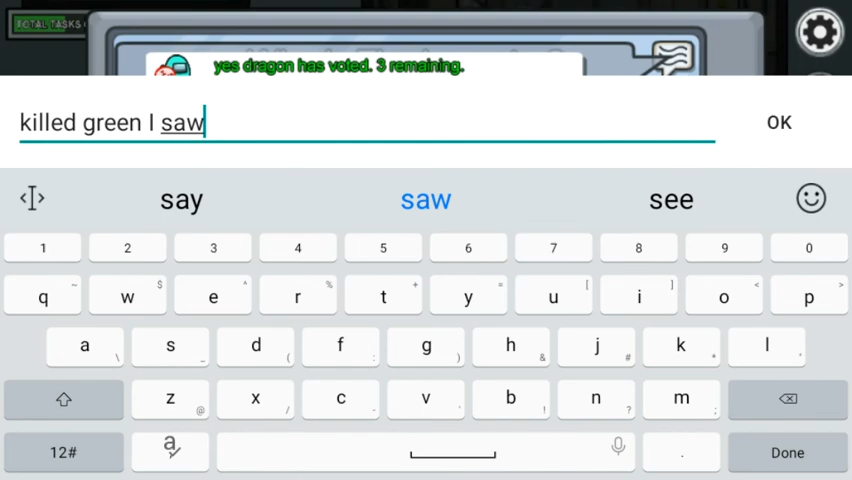 TOTAL TASKS
yes dragon has voted. 3 remaining.
killed green I saw
OK
say saw see
1 2 3 4 5 6 7 8 9 0
q w e r t y u i o p
a s d f g h j k l
z x c v b n m
12# . Done